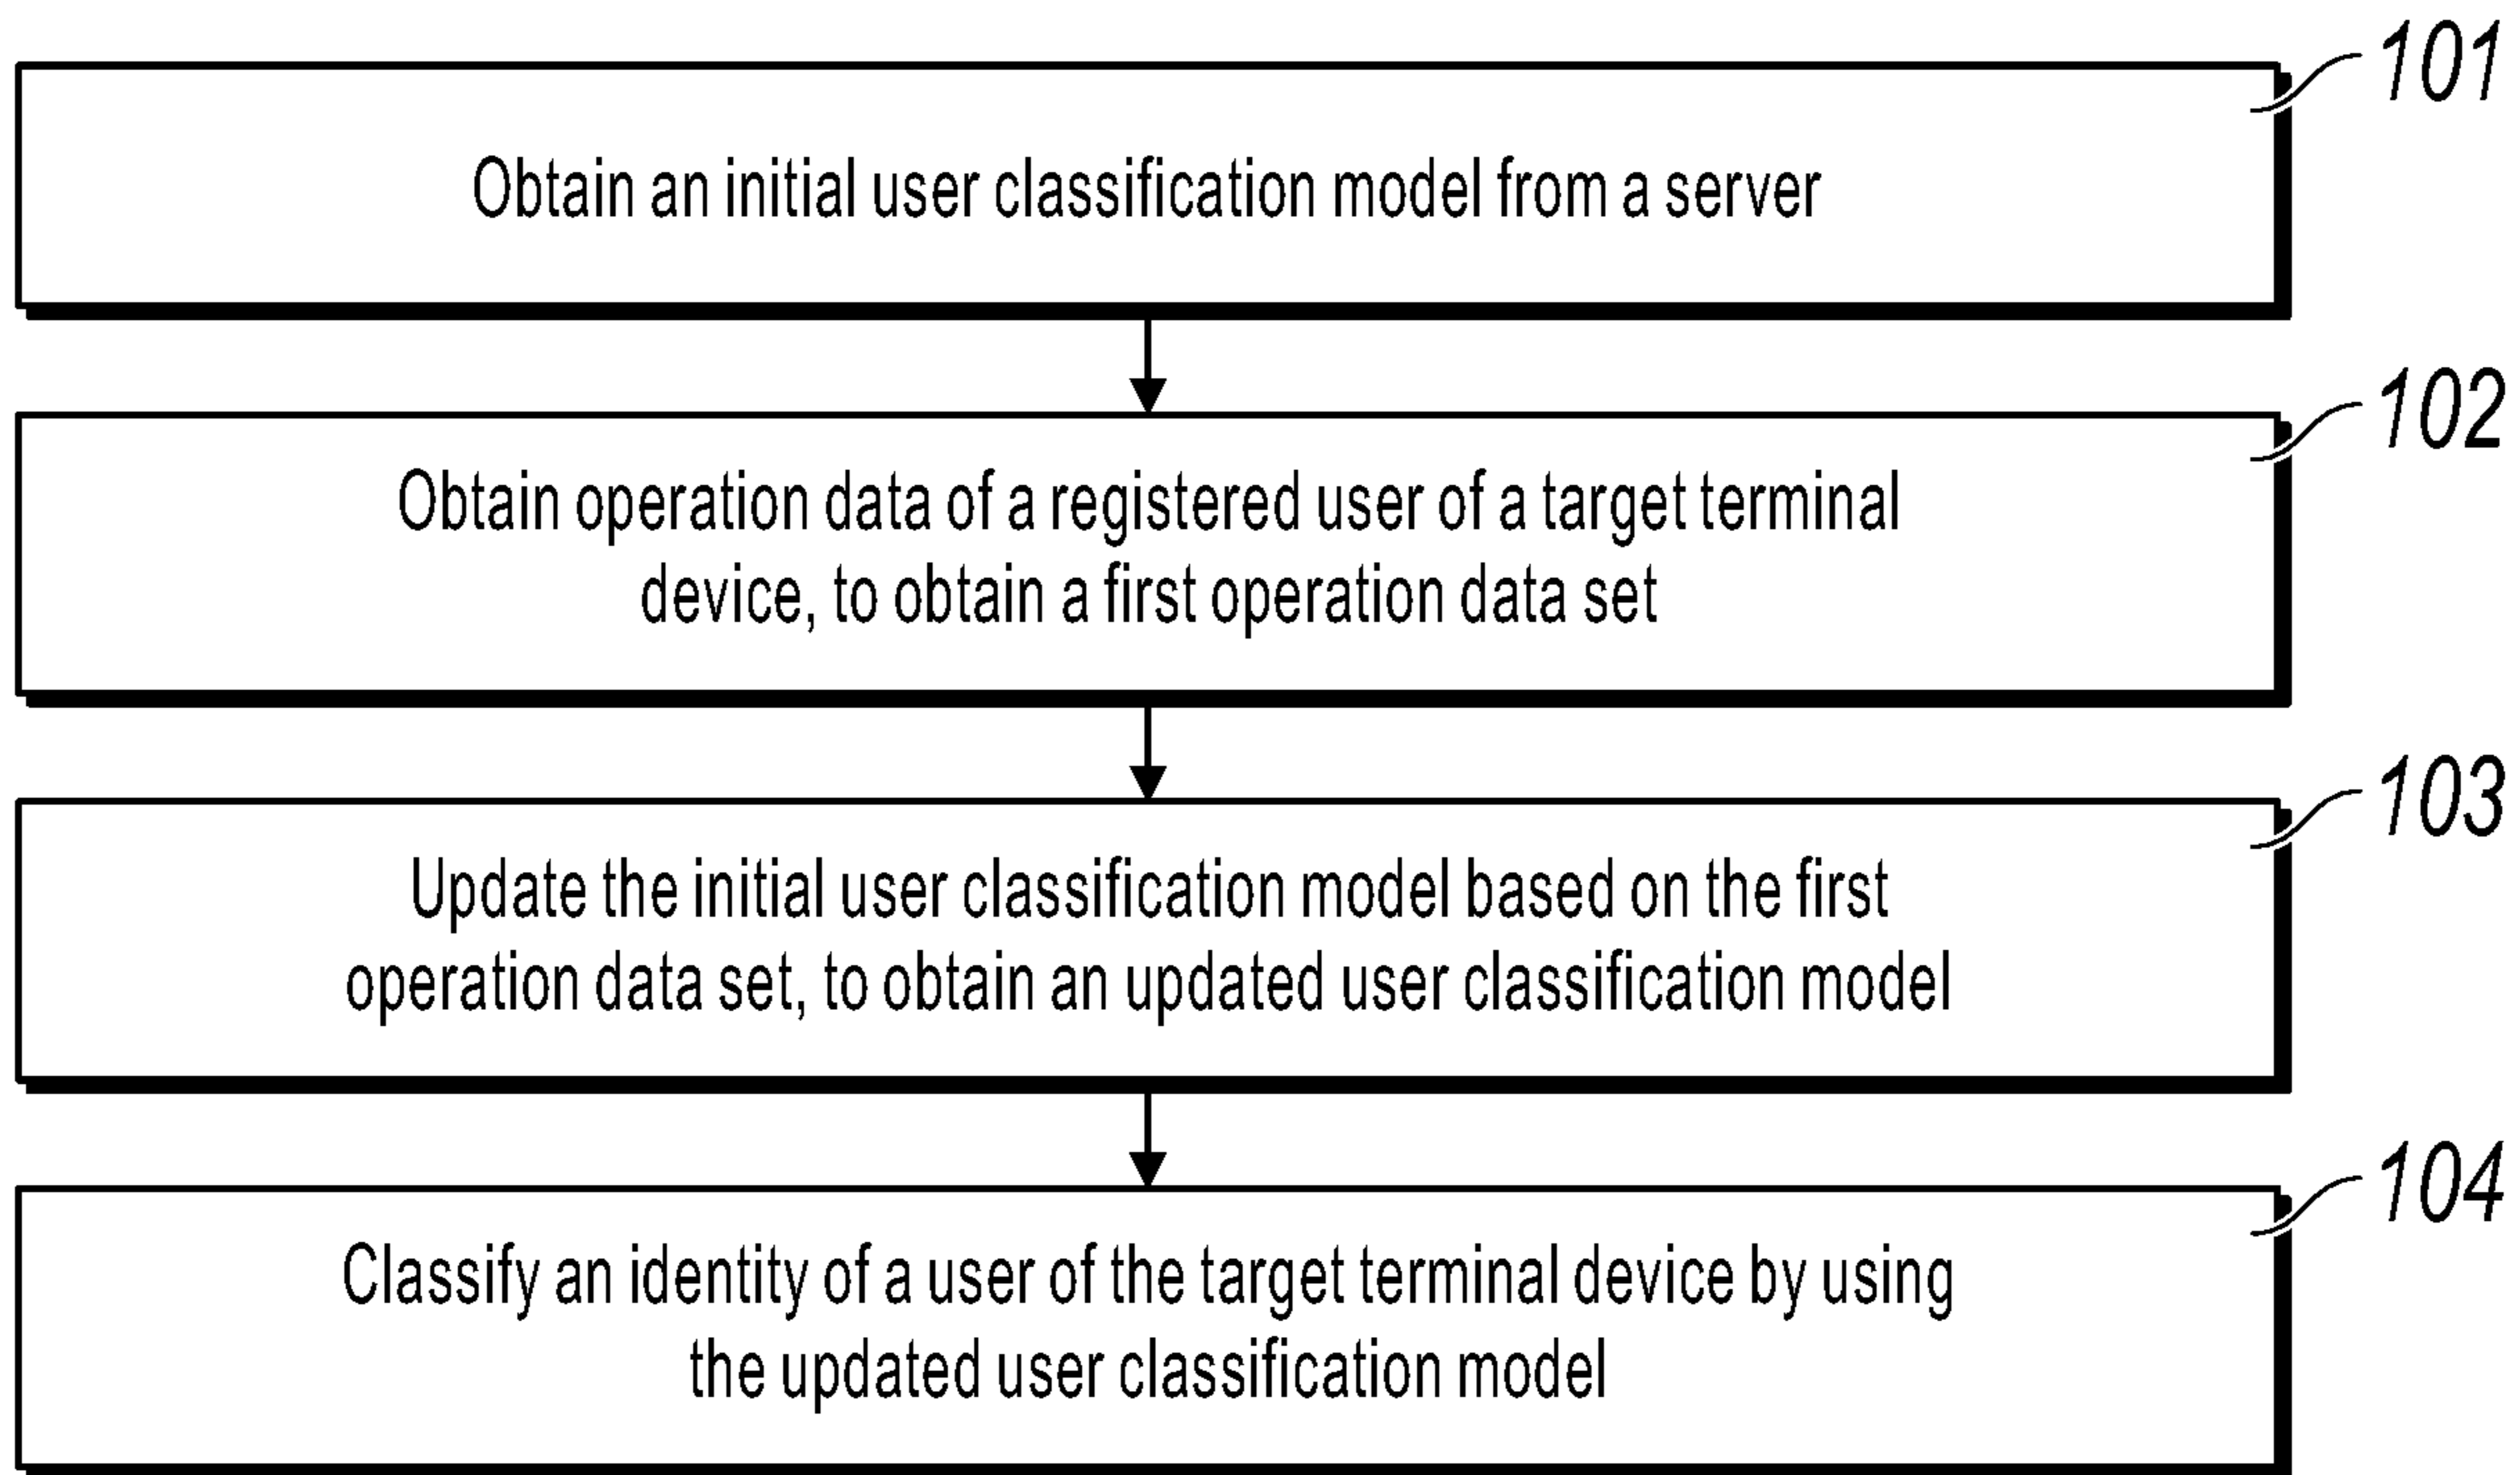 101
Obtain an initial user classification model from a server
102
Obtain operation data of a registered user of a target terminal
device, to obtain a first operation data set
103
Update the initial user classification model based on the first
operation data set, to obtain an updated user classification model
104
Classify an identity of a user of the target terminal device by using
the updated user classification model